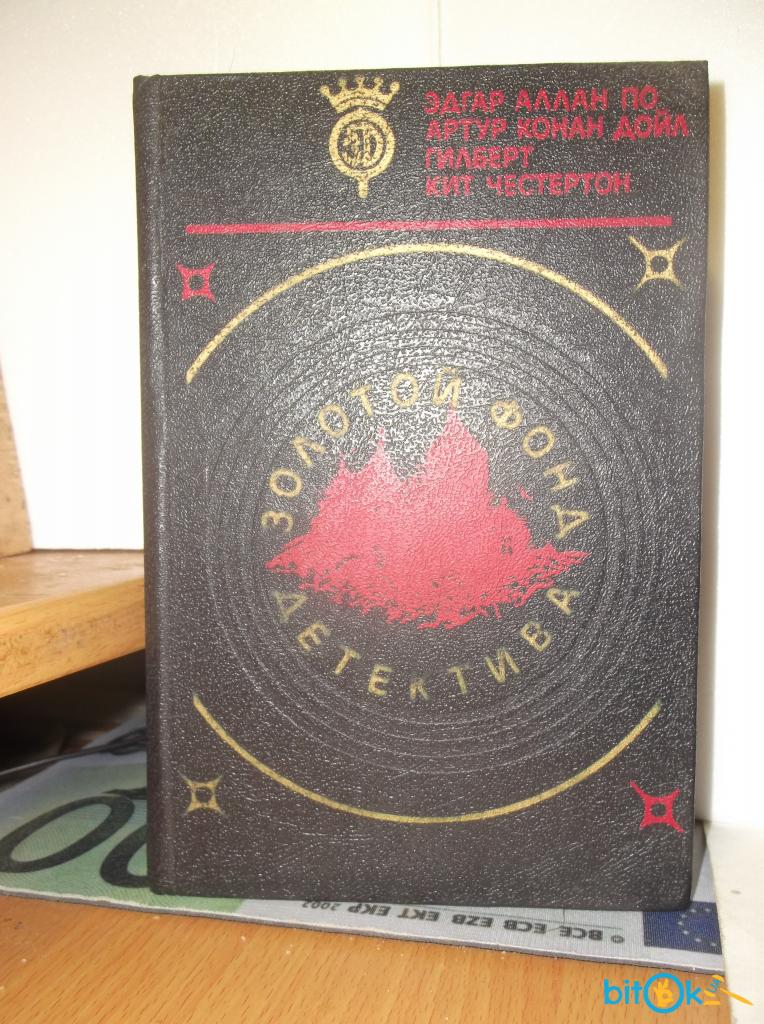 ЭДГАР АЛЛАН ПО
АРТУР КОНАН ДОЙЛ
ГИЛБЕРТ
КИТ ЧЕСТЕРТОН
ЗОЛОТОЙ ФОНД
ДЕТЕКТИВА
© BCE ECB EZB EKT EKP 2002
bitOk